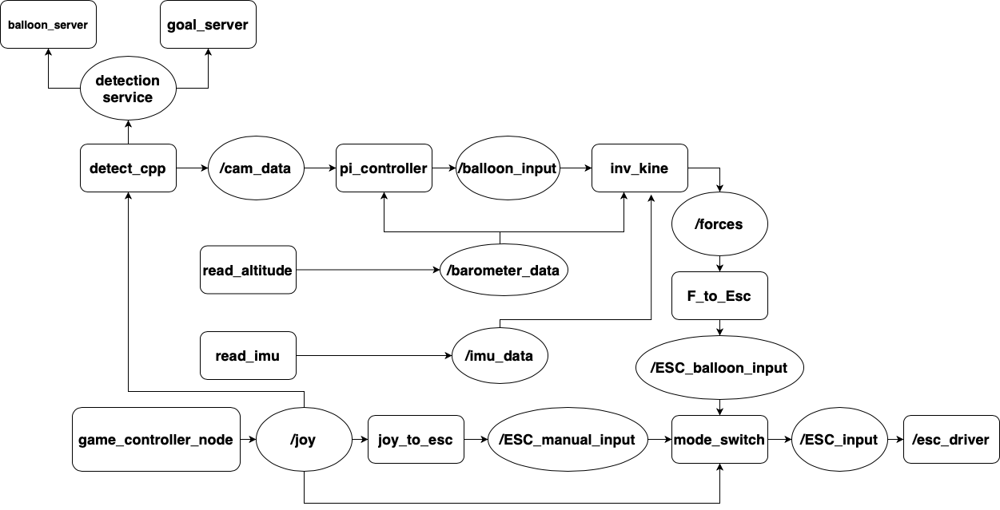 balloon_server
goal_server
detection
service
detect_cpp
/cam_data
pi_controller
/balloon_input
inv_kine
/forces
read_altitude
/barometer_data
F_to_Esc
read_imu
/imu_data
/ESC_balloon_input
game_controller_node
/joy
joy_to_esc
/ESC_manual_input
mode_switch
/ESC_input
/esc_driver